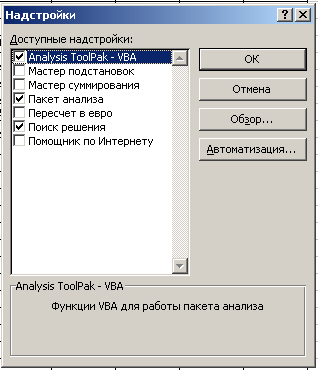 Надстройки
Доступные надстройки:
Analysis ToolPak - VBA
Мастер подстановок
Мастер суммирования
Пакет анализа
Пересчет в евро
Поиск решения
Помощник по Интернету
ОК
Отмена
Обзор...
Автоматизация...
Analysis ToolPak - VBA
Функции VBA для работы пакета анализа